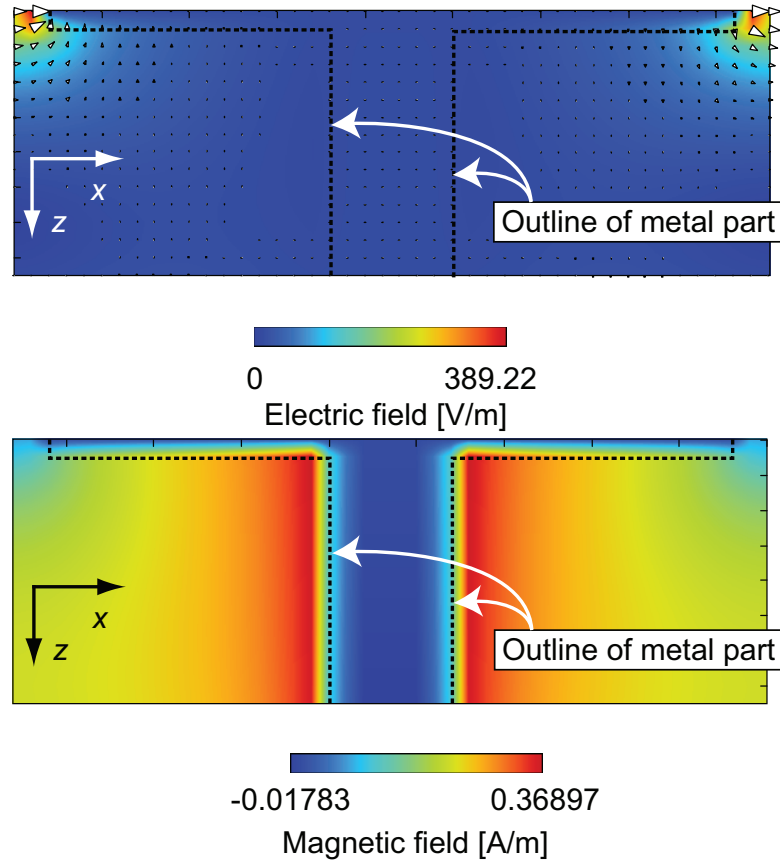 x
z
Outline of metal part
0 389.22
Electric field [V/m]
x
z
Outline of metal part
-0.01783 0.36897
Magnetic field [A/m]